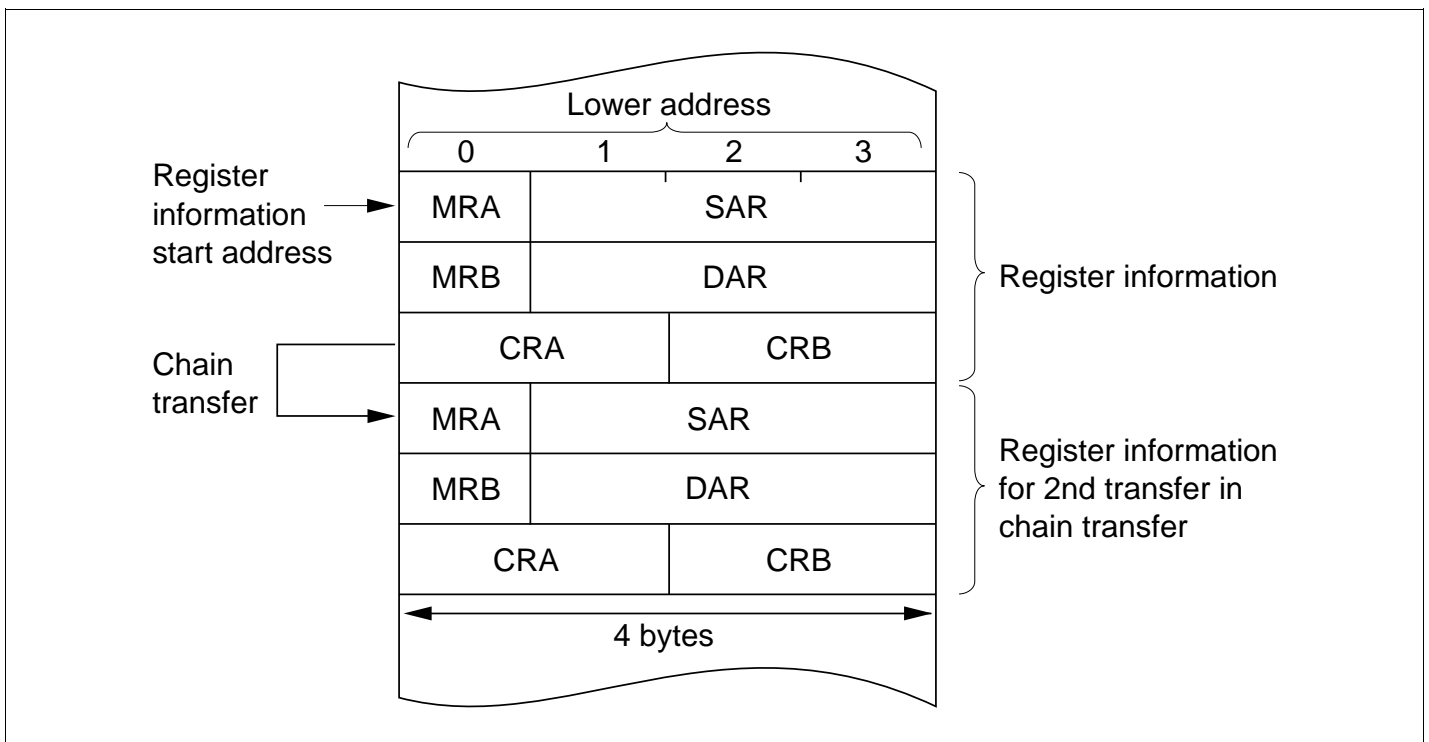 Lower address
0 1 2 3
Register
information
start address
MRA SAR
MRB DAR
Register information
CRA CRB
Chain
transfer
MRA SAR
MRB DAR
Register information
for 2nd transfer in
chain transfer
CRA CRB
4 bytes